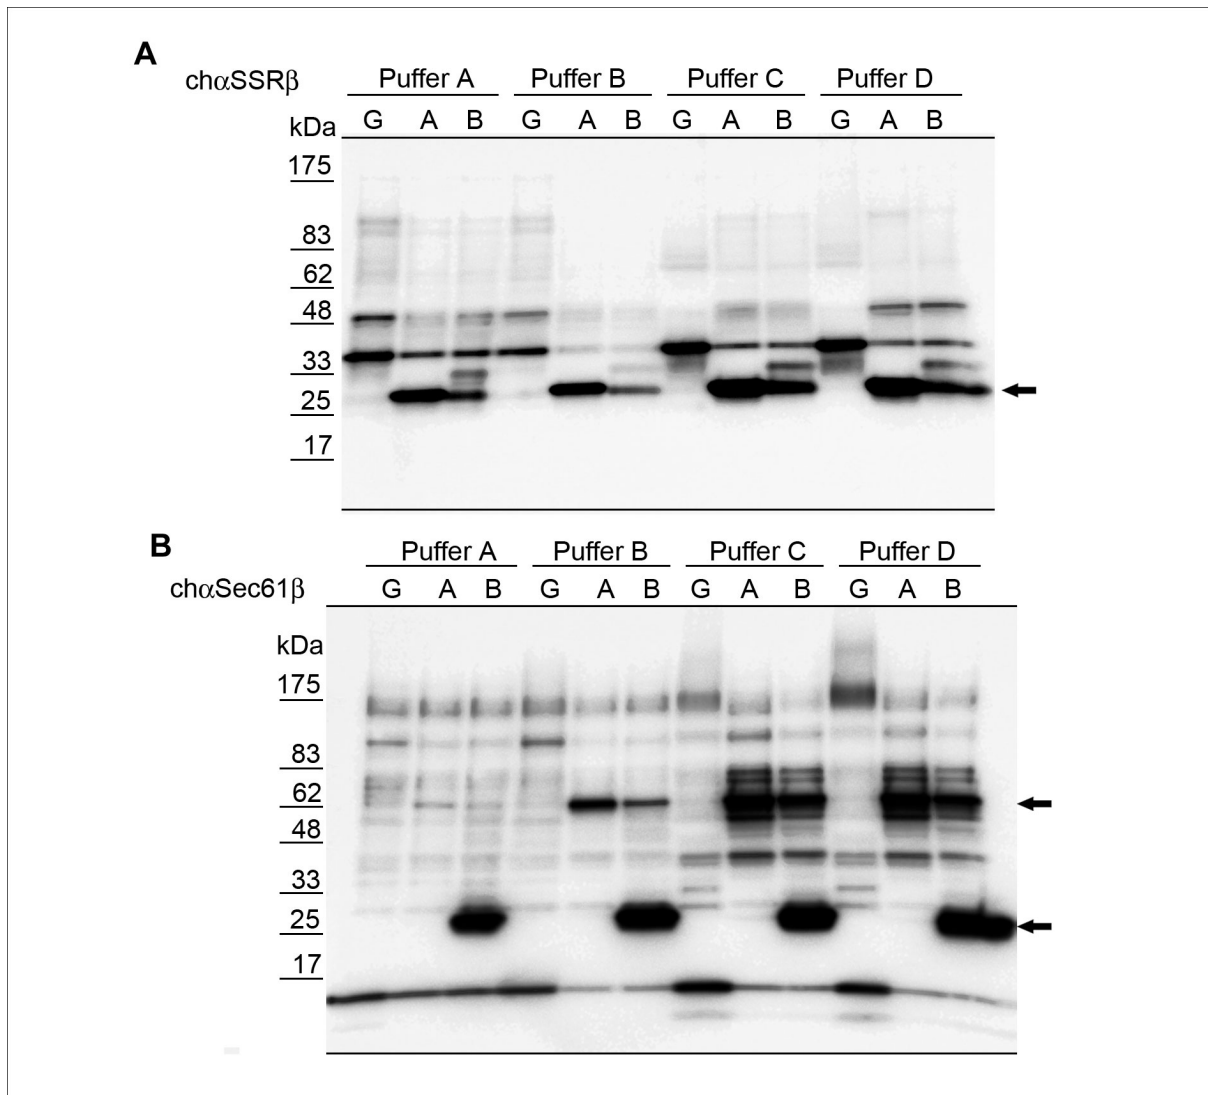 A
chαSSRβ Puffer A Puffer B Puffer C Puffer D
kDa G A B G A B G A B G A B
175
83
62
48
33
25
17
B
Puffer A Puffer B Puffer C Puffer D
chαSec61β G A B G A B G A B G A B
kDa
175
83
62
48
33
25
17